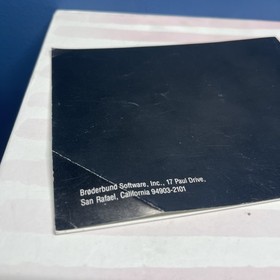 Brøderbund Software, Inc., 17 Paul Drive,
San Rafael, California 94903-2101